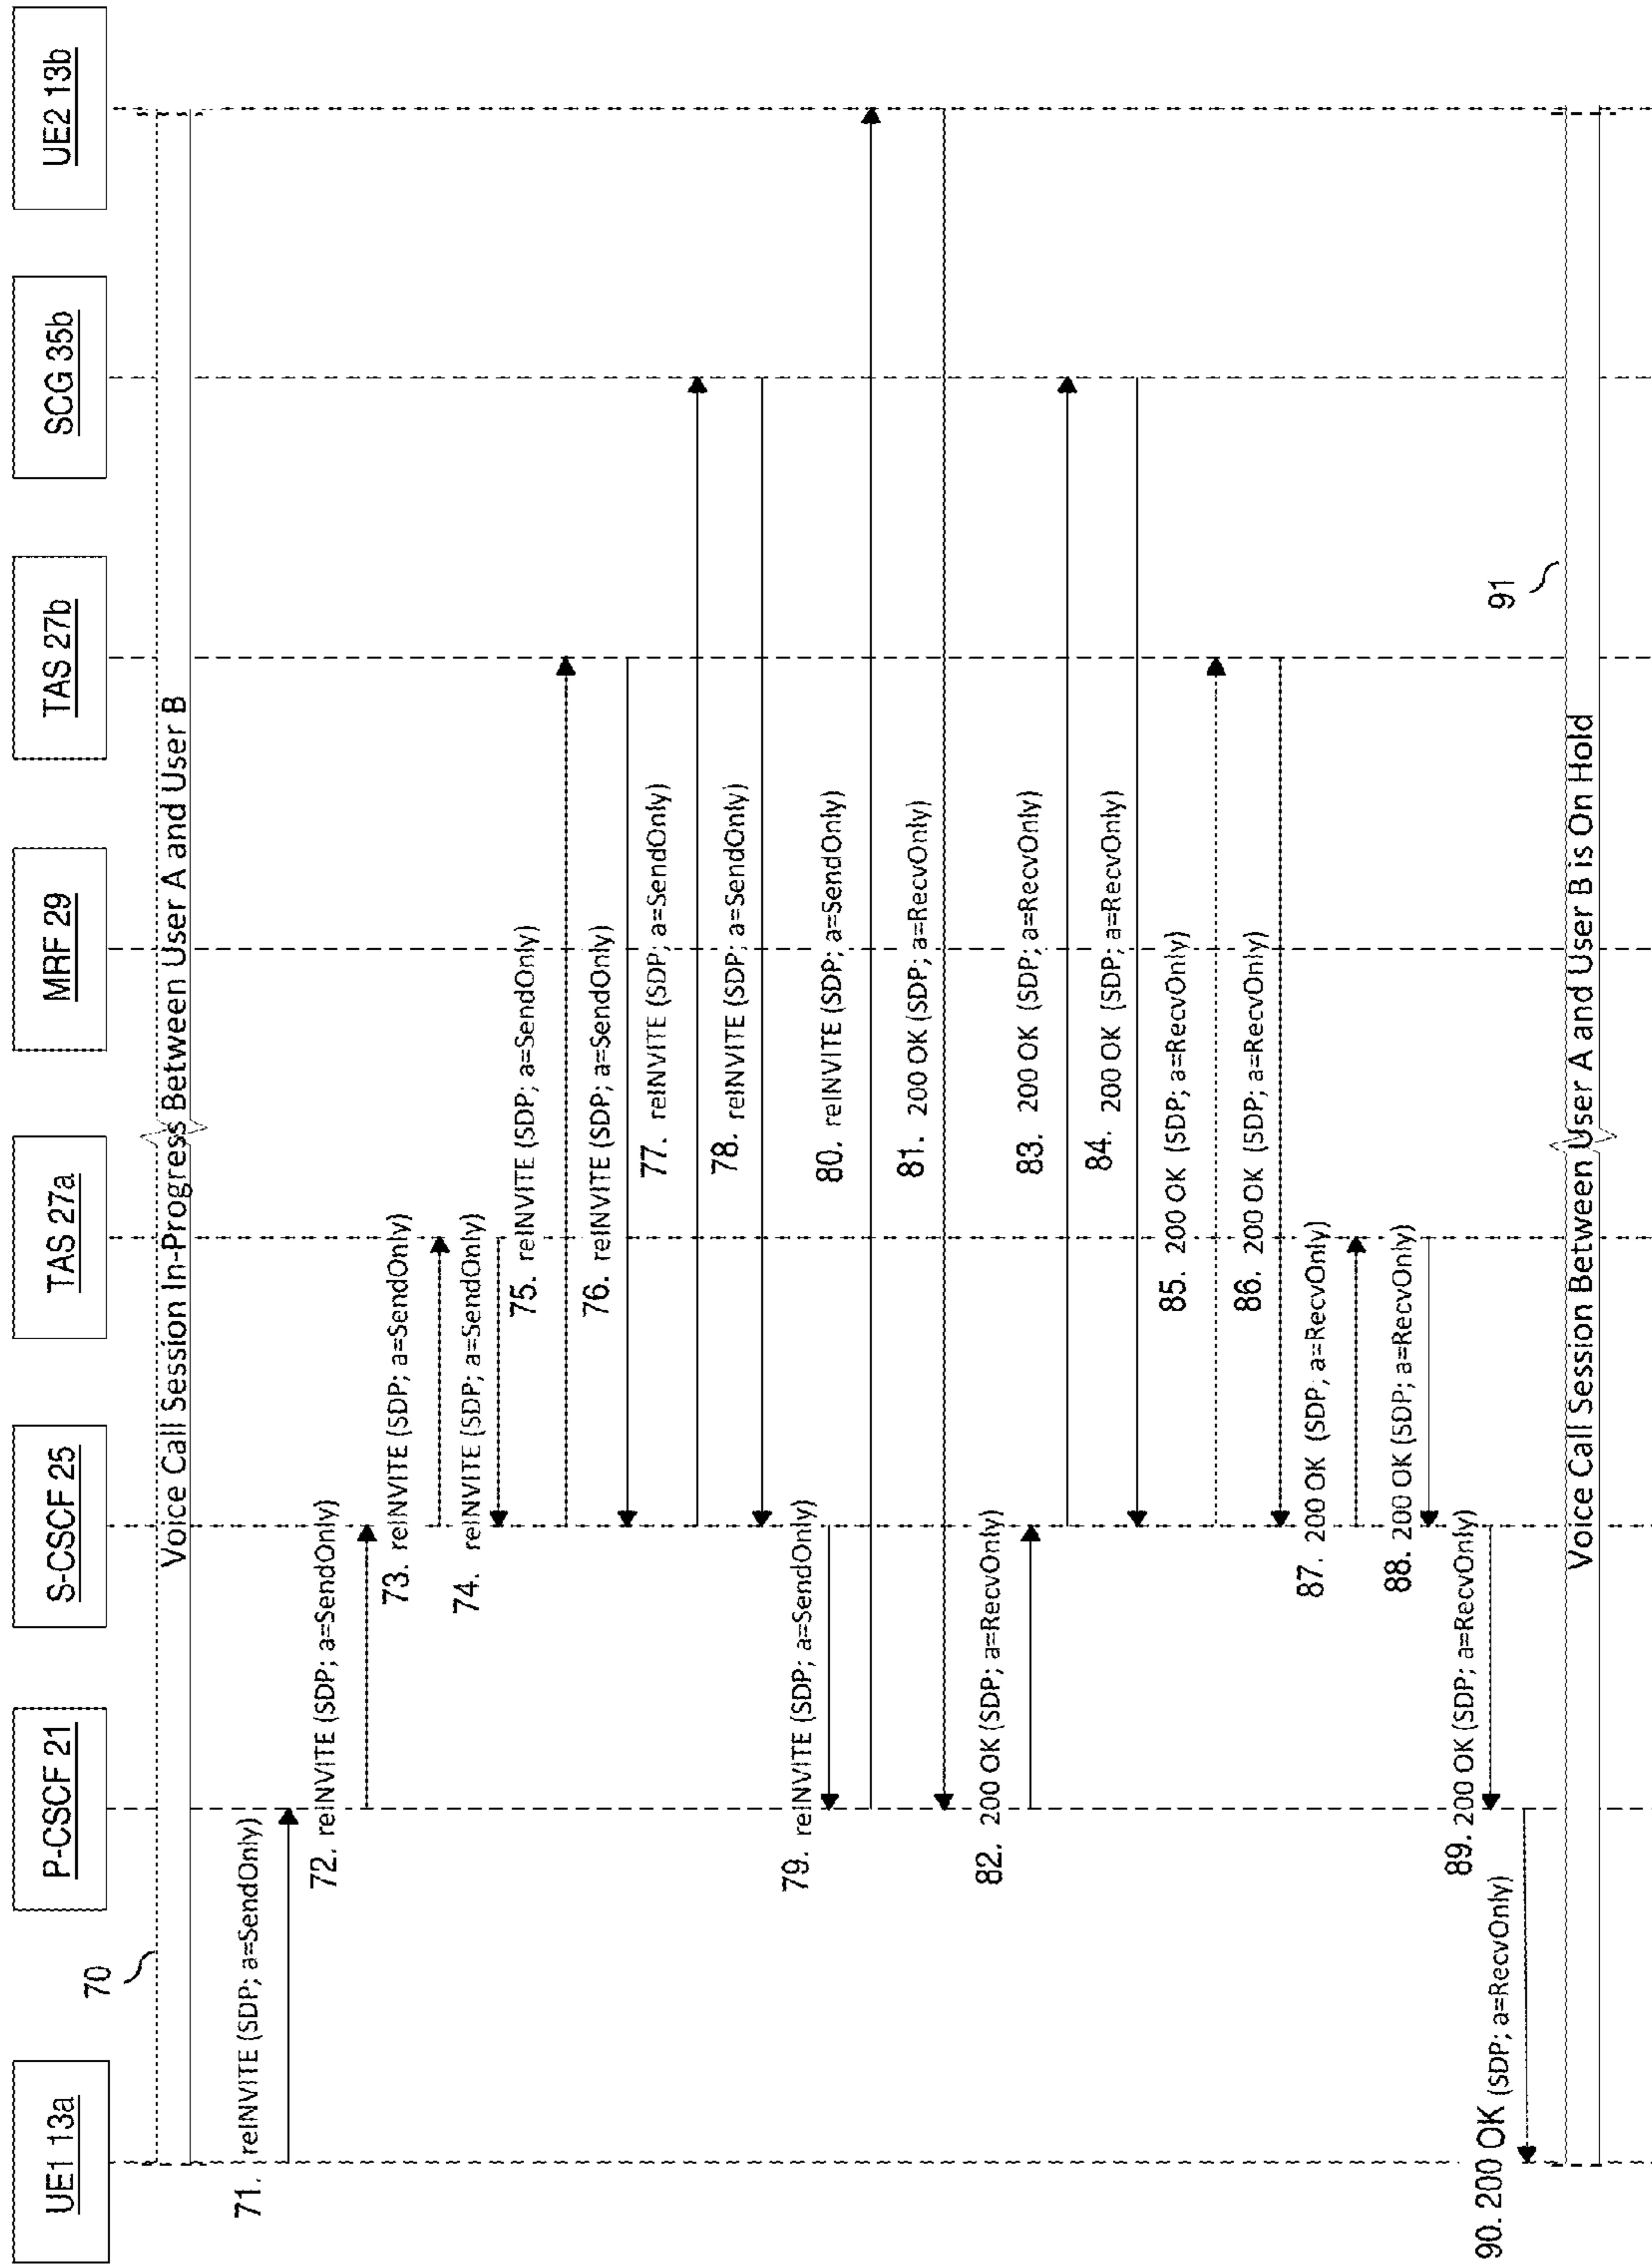 UE1 13a
P-CSCF 21
S-CSCF 25
TAS 27a
MRF 29
TAS 27b
SCG 35b
UE2 13b
70
Voice Call Session In-Progress Between User A and User B
71. reINVITE (SDP; a=SendOnly)
72. reINVITE (SDP; a=SendOnly)
73. reINVITE (SDP; a=SendOnly)
74. reINVITE (SDP; a=SendOnly)
75. reINVITE (SDP; a=SendOnly)
76. reINVITE (SDP; a=SendOnly)
77. reINVITE (SDP; a=SendOnly)
78. reINVITE (SDP; a=SendOnly)
79. reINVITE (SDP; a=SendOnly)
80. reINVITE (SDP; a=SendOnly)
81. 200 OK (SDP; a=RecvOnly)
82. 200 OK (SDP; a=RecvOnly)
83. 200 OK (SDP; a=RecvOnly)
84. 200 OK (SDP; a=RecvOnly)
85. 200 OK (SDP; a=RecvOnly)
86. 200 OK (SDP; a=RecvOnly)
87. 200 OK (SDP; a=RecvOnly)
88. 200 OK (SDP; a=RecvOnly)
89. 200 OK (SDP; a=RecvOnly)
90. 200 OK (SDP; a=RecvOnly)
91
Voice Call Session Between User A and User B is On Hold